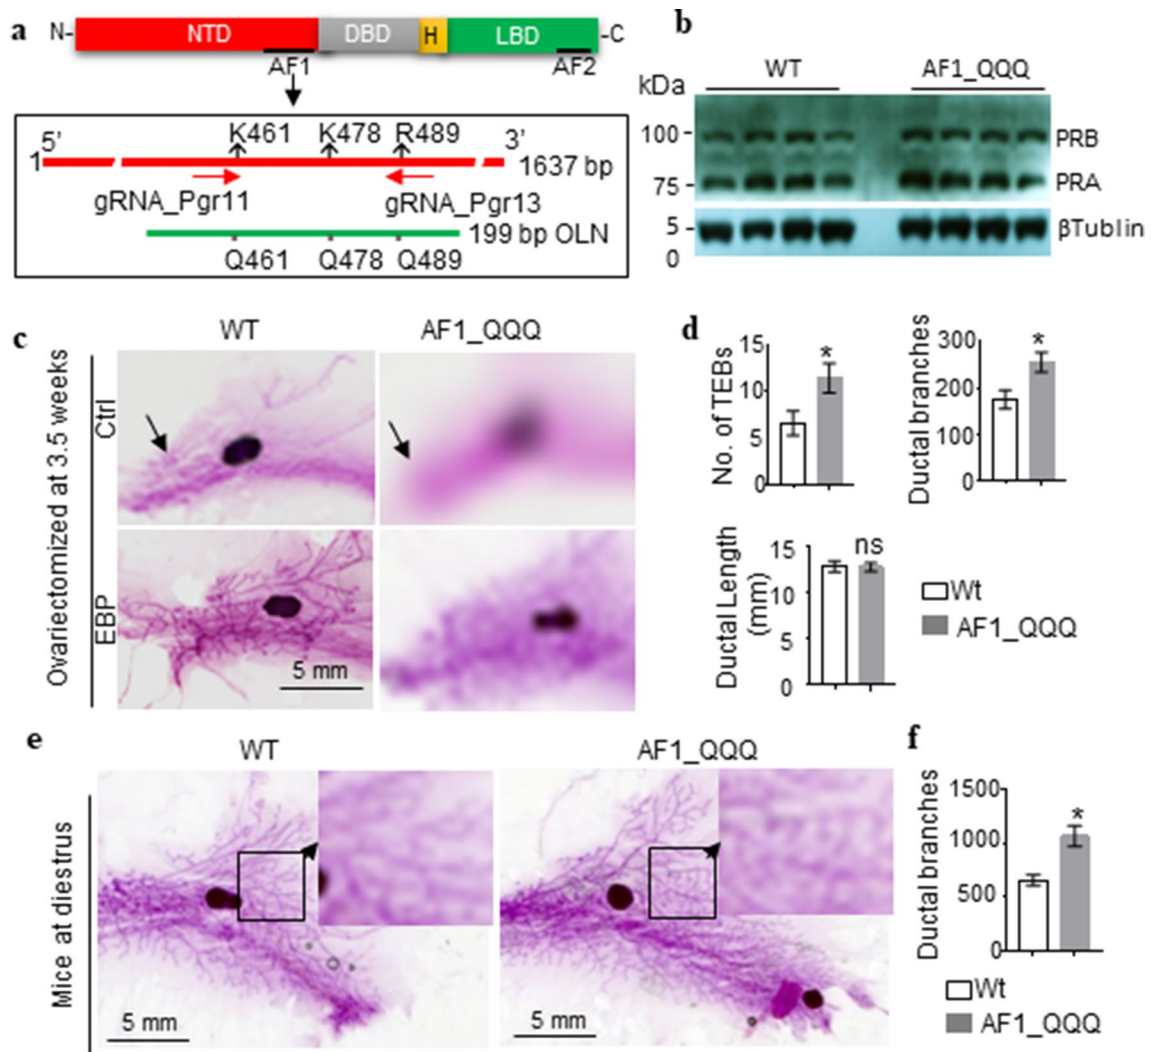 a
N-
NTD
DBD
H
LBD
-C
AF1
AF2
5'
K461
K478
R489
3'
1
1637 bp
gRNA_Pgr11
gRNA_Pgr13
199 bp OLN
Q461
Q478
Q489
b
WT
AF1_QQQ
kDa
100
PRB
75
PRA
5
βTublin
0
c
WT
AF1_QQQ
Ovariectomized at 3.5 weeks
Ctrl
EBP
5 mm
d
No. of TEBs
15
10
5
0
*
Ductal branches
300
200
100
0
*
Ductal Length
(mm)
15
10
5
0
ns
Wt
AF1_QQQ
e
WT
AF1_QQQ
Mice at diestrus
5 mm
5 mm
f
Ductal branches
1500
1000
500
0
*
Wt
AF1_QQQ